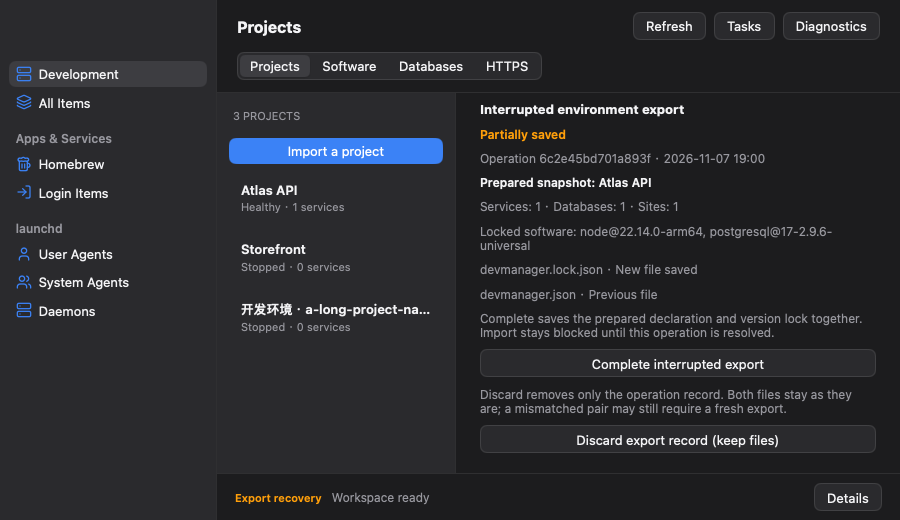 Projects
Refresh
Tasks
Diagnostics
Projects
Software
Databases
HTTPS
Development
All Items
Apps & Services
Homebrew
Login Items
launchd
User Agents
System Agents
Daemons
3 PROJECTS
Import a project
Atlas API
Healthy · 1 services
Storefront
Stopped · 0 services
开发环境 · a-long-project-na...
Stopped · 0 services
Interrupted environment export
Partially saved
Operation 6c2e45bd701a893f · 2026-11-07 19:00
Prepared snapshot: Atlas API
Services: 1 · Databases: 1 · Sites: 1
Locked software: node@22.14.0-arm64, postgresql@17-2.9.6-
universal
devmanager.lock.json · New file saved
devmanager.json · Previous file
Complete saves the prepared declaration and version lock together.
Import stays blocked until this operation is resolved.
Complete interrupted export
Discard removes only the operation record. Both files stay as they
are; a mismatched pair may still require a fresh export.
Discard export record (keep files)
Export recovery
Workspace ready
Details